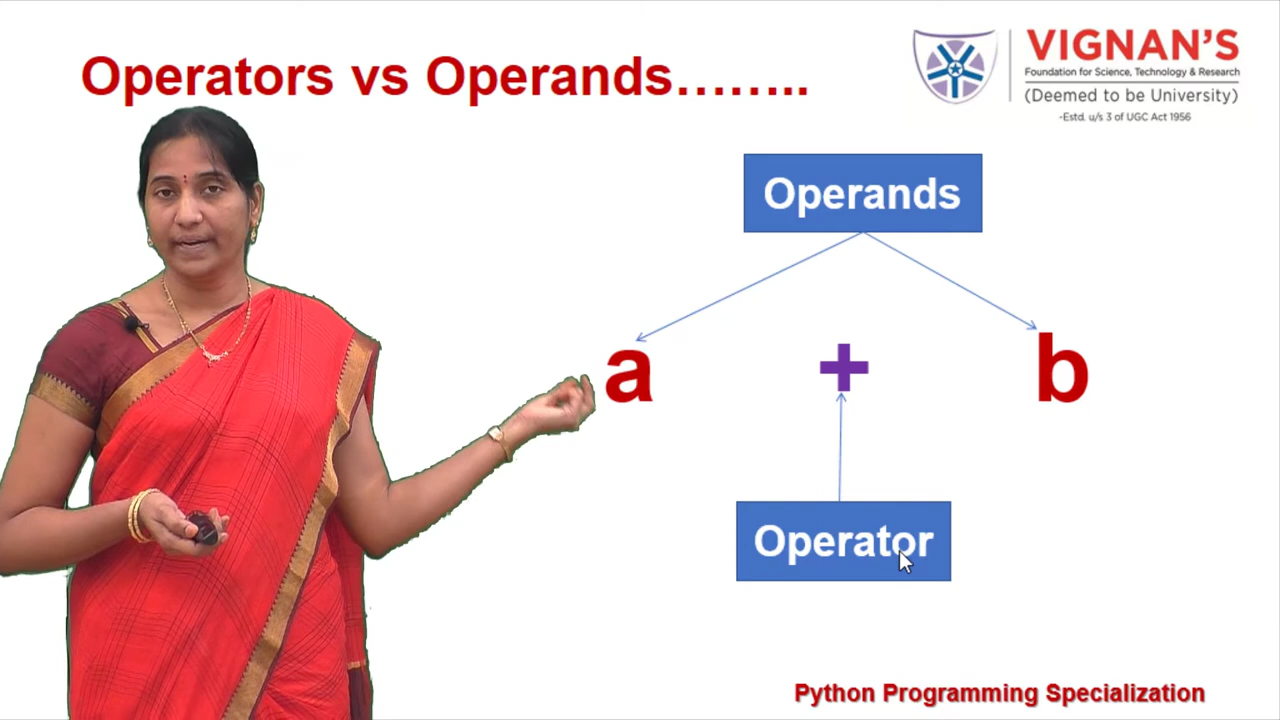 Operators vs Operands……..
VIGNAN'S
Foundation for Science, Technology & Research
(Deemed to be University)
-Estd. u/s 3 of UGC Act 1956
Operands
a + b
Operator
Python Programming Specialization